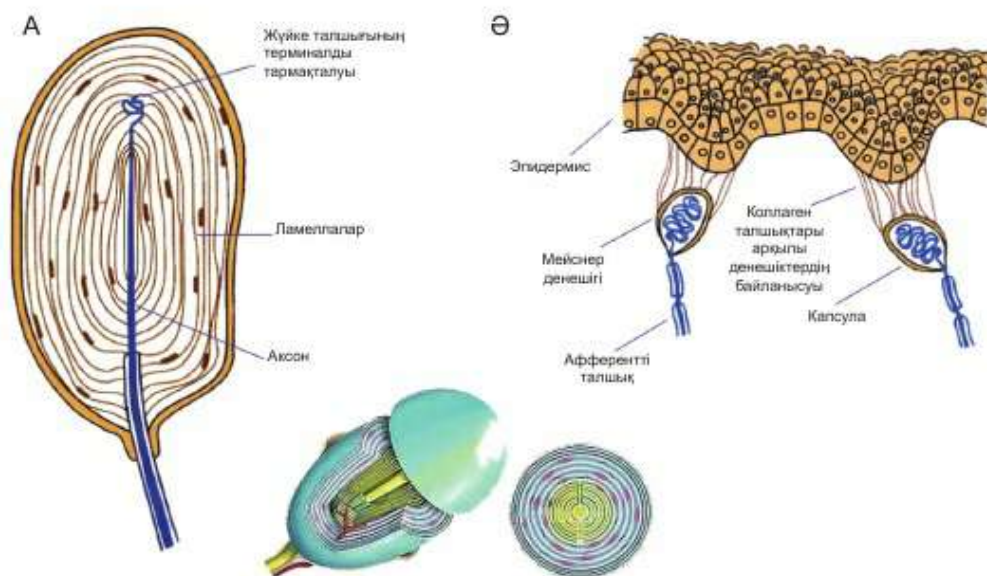 А
Жүйке талшығының
терминалды
тармақталуы
Ламеллалар
Аксон
Ә
Эпидермис
Мейснер
денешігі
Коллаген
талшықтары
арқылы
денешіктердің
байланысуы
Капсула
Афферентті
талшық